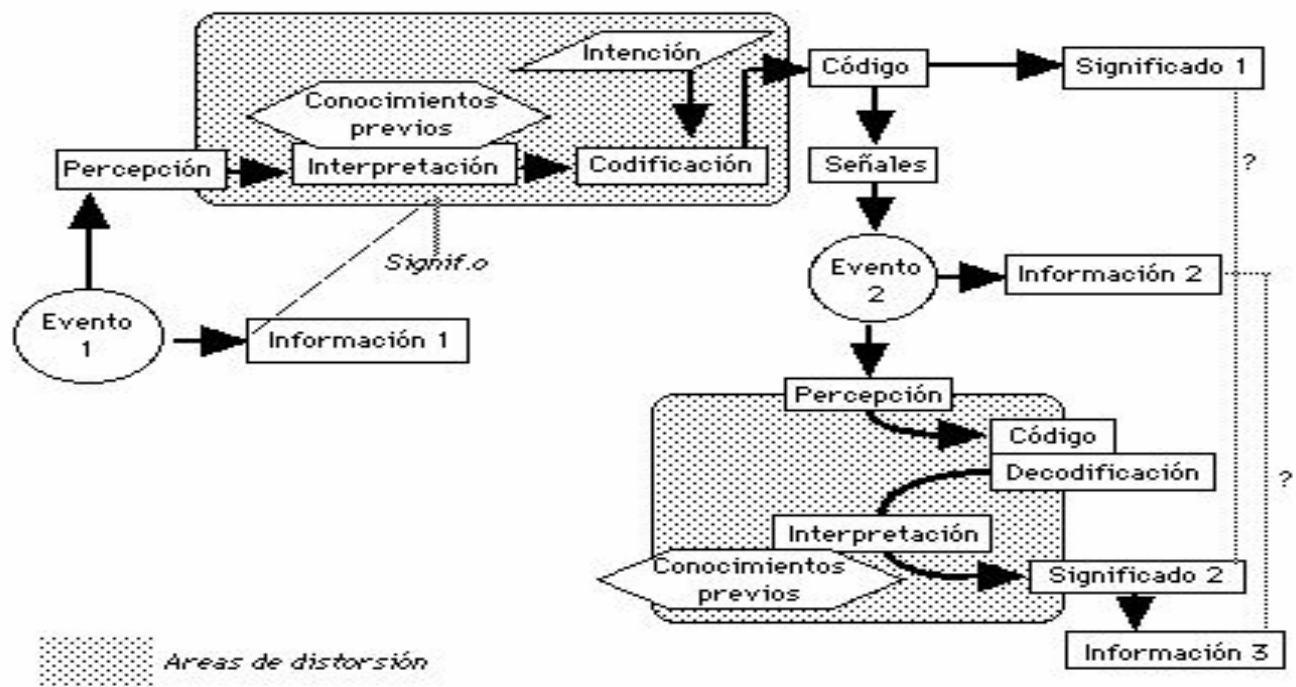 Intención
Código
Significado 1
Conocimientos
previos
Percepción
Interpretación
Codificación
Señales
?
Signif.o
Evento
2
Información 2
Evento
1
Información 1
Percepción
Código
Decodificación
?
Interpretación
Conocimientos
previos
Significado 2
Información 3
Areas de distorsión